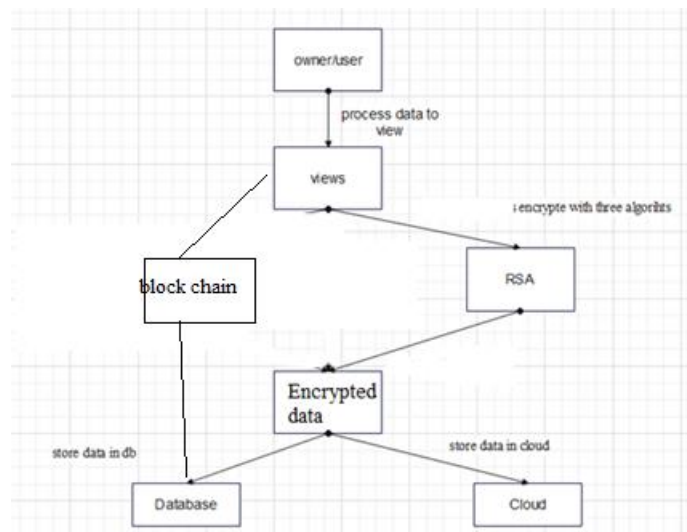 owner/user
process data to
view
views
encrypte with three algorihts
RSA
block chain
Encrypted
data
store data in db
store data in cloud
Database
Cloud